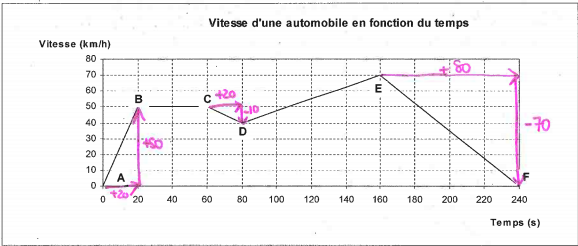 Vitesse d'une automobile en fonction du temps
Vitesse (km/h)
80
70
60
50
40
30
20
10
0
A
B
C
D
E
F
+20
+50
+20
-10
+80
-70
0 20 40 60 80 100 120 140 160 180 200 220 240
Temps (s)